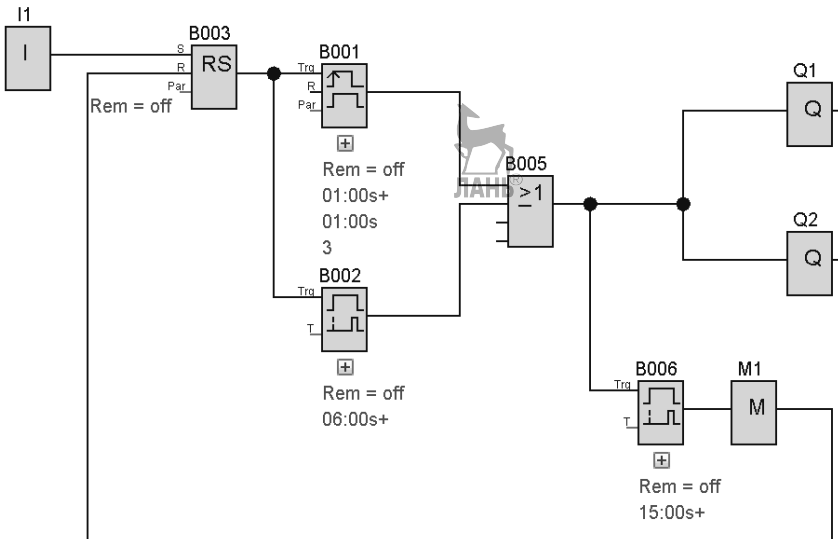 I1
I
B003
S
R
Par
RS
Rem = off
B001
Trg
R
Par
Rem = off
01:00s+
01:00s
3
B002
Trg
T
Rem = off
06:00s+
ЛАНЬ®
B005
≥1
Q1
Q
Q2
Q
B006
Trg
T
Rem = off
15:00s+
M1
M